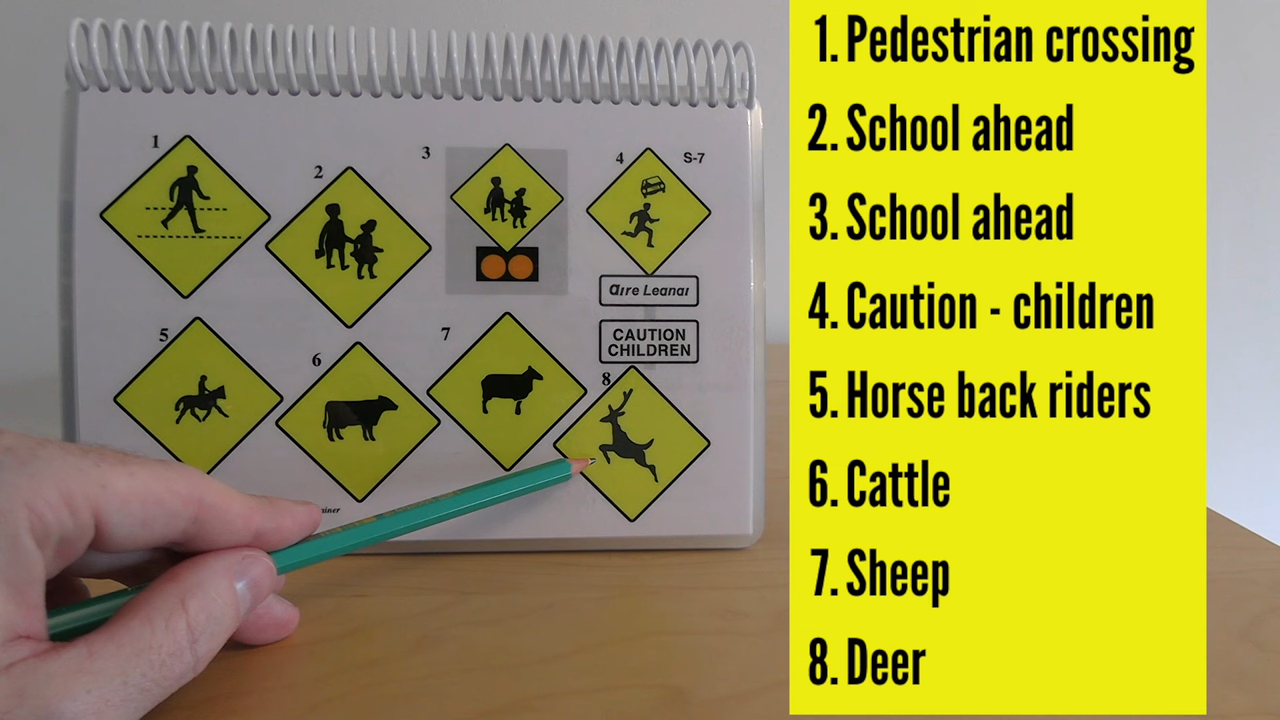 1
2
3
4
S-7
aıre Leanaí
CAUTION
CHILDREN
5
6
7
8
1. Pedestrian crossing
2. School ahead
3. School ahead
4. Caution - children
5. Horse back riders
6. Cattle
7. Sheep
8. Deer